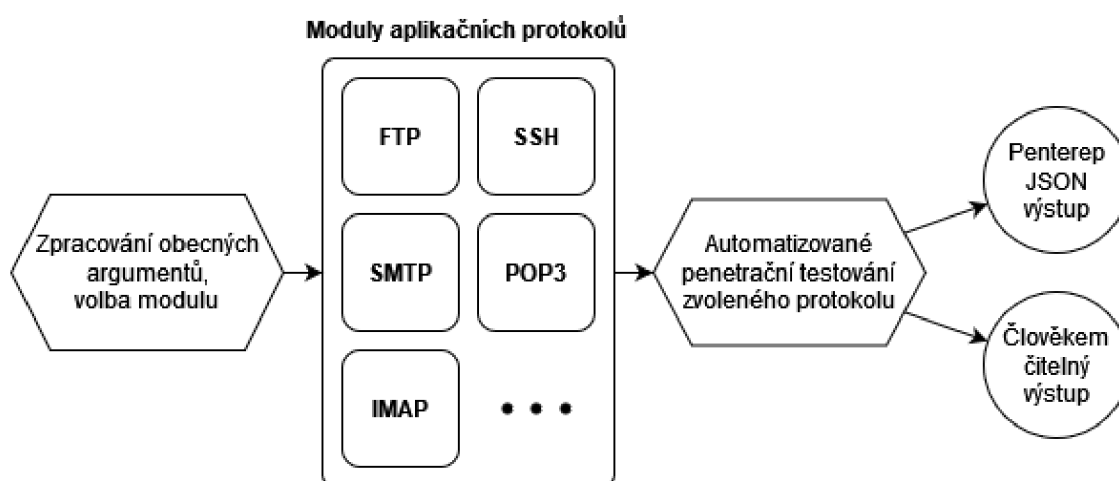 Moduly aplikačních protokolů
FTP
SSH
SMTP
POP3
IMAP
Zpracování obecných
argumentů,
volba modulu
Automatizované
penetrační testování
zvoleného protokolu
Penterep
JSON
výstup
Člověkem
čitelný
výstup